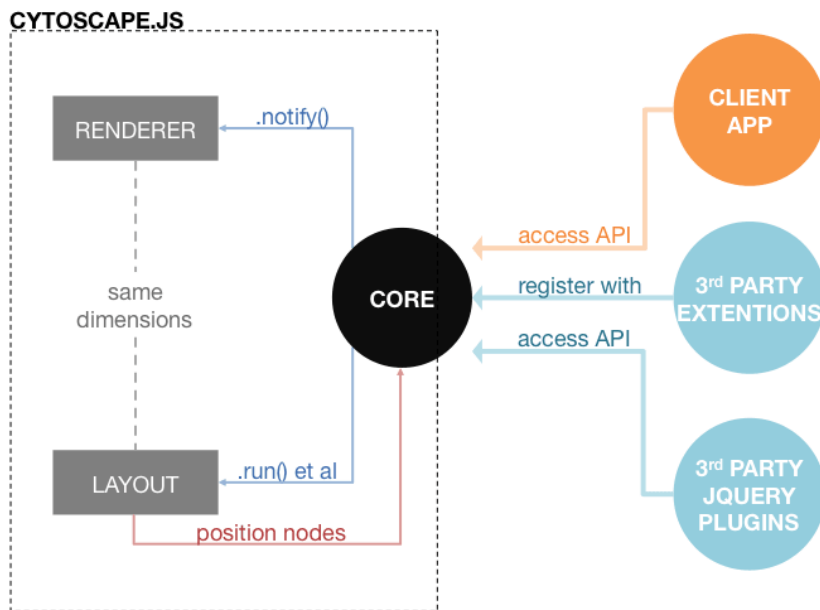 CYTOSCAPE.JS
RENDERER
.notify()
CLIENT
APP
access API
same
dimensions
CORE
register with
3rd PARTY
EXTENTIONS
access API
LAYOUT
.run() et al
position nodes
3rd PARTY
JQUERY
PLUGINS